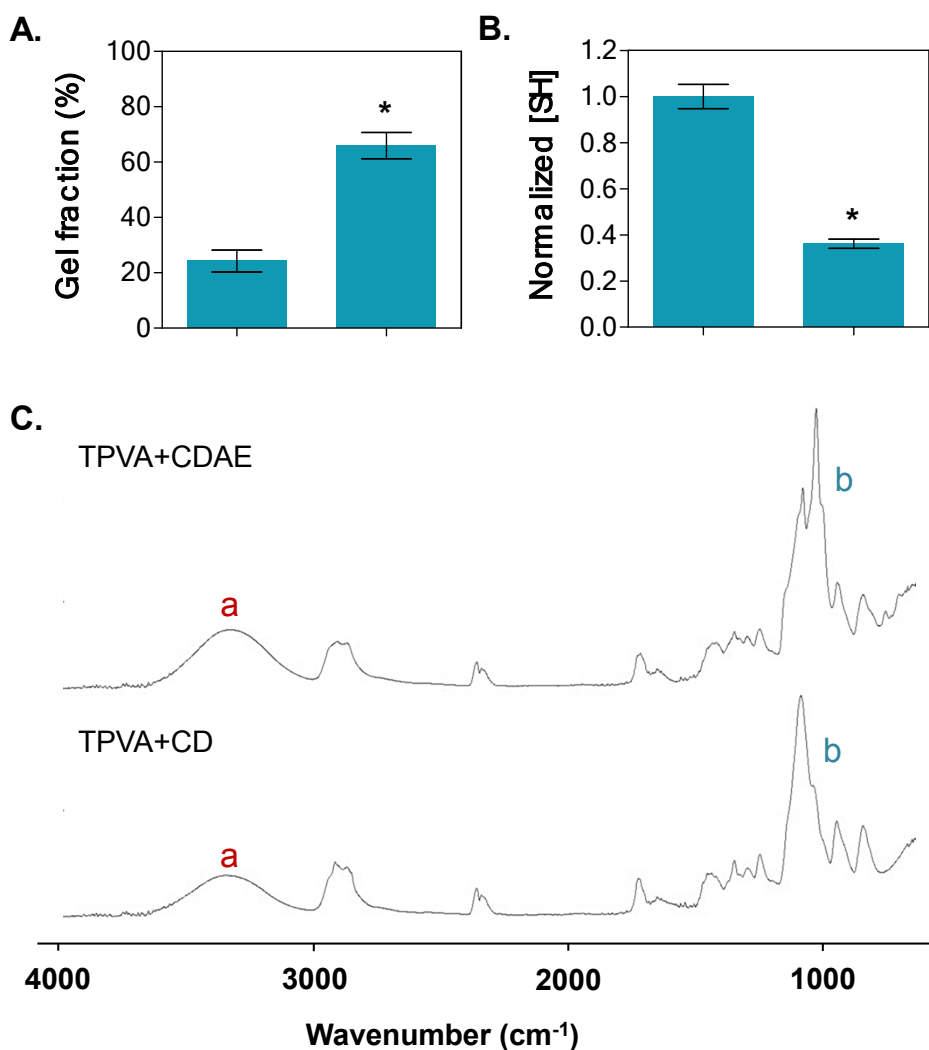 A.
Gel fraction (%)
100
80
60
40
20
0
*
B.
Normalized [SH]
1.2
1.0
0.8
0.6
0.4
0.2
0.0
*
C.
TPVA+CDAE
a
b
TPVA+CD
a
b
4000 3000 2000 1000
Wavenumber (cm-1)